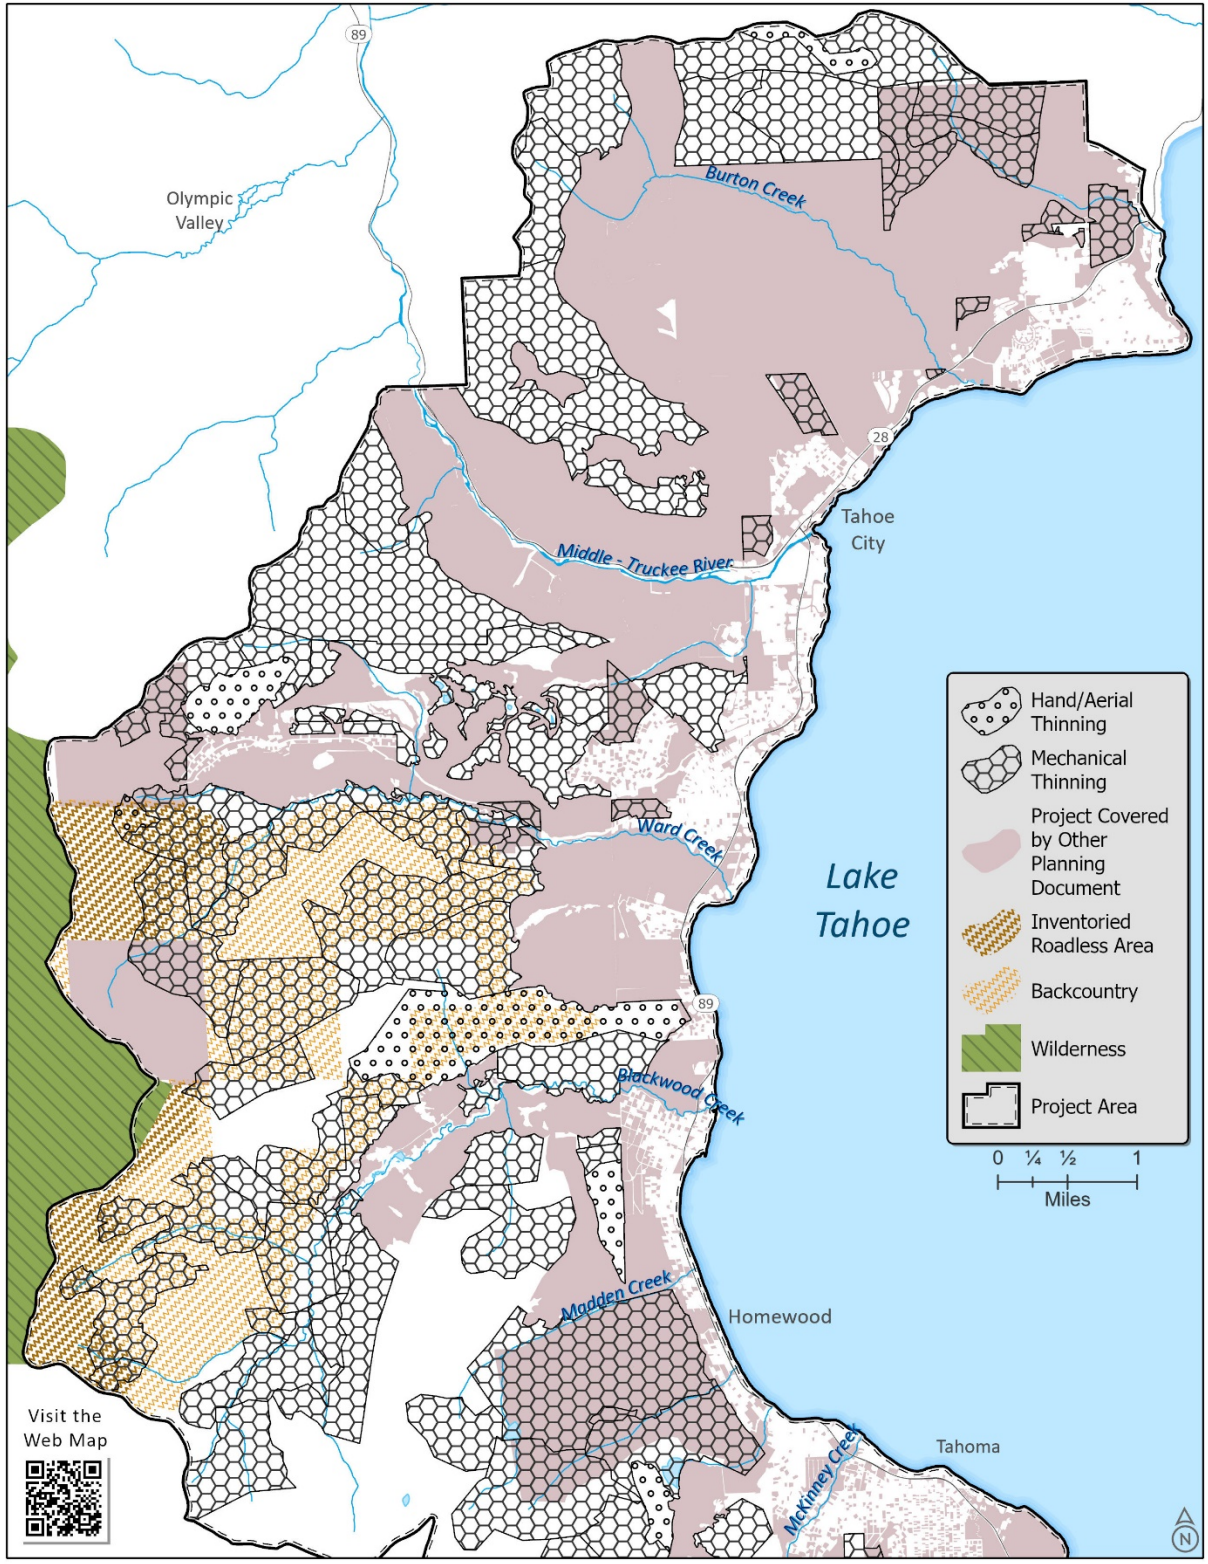 89
Olympic
Valley
Burton Creek
28
Tahoe
City
Middle - Truckee River
Hand/Aerial
Thinning
Mechanical
Thinning
Project Covered
by Other
Planning
Document
Inventoried
Roadless Area
Backcountry
Wilderness
Project Area
Ward Creek
Lake
Tahoe
89
Blackwood Creek
0 ¼ ½ 1
Miles
Madden Creek
Homewood
Visit the
Web Map
McKinney Creek
Tahoma
N